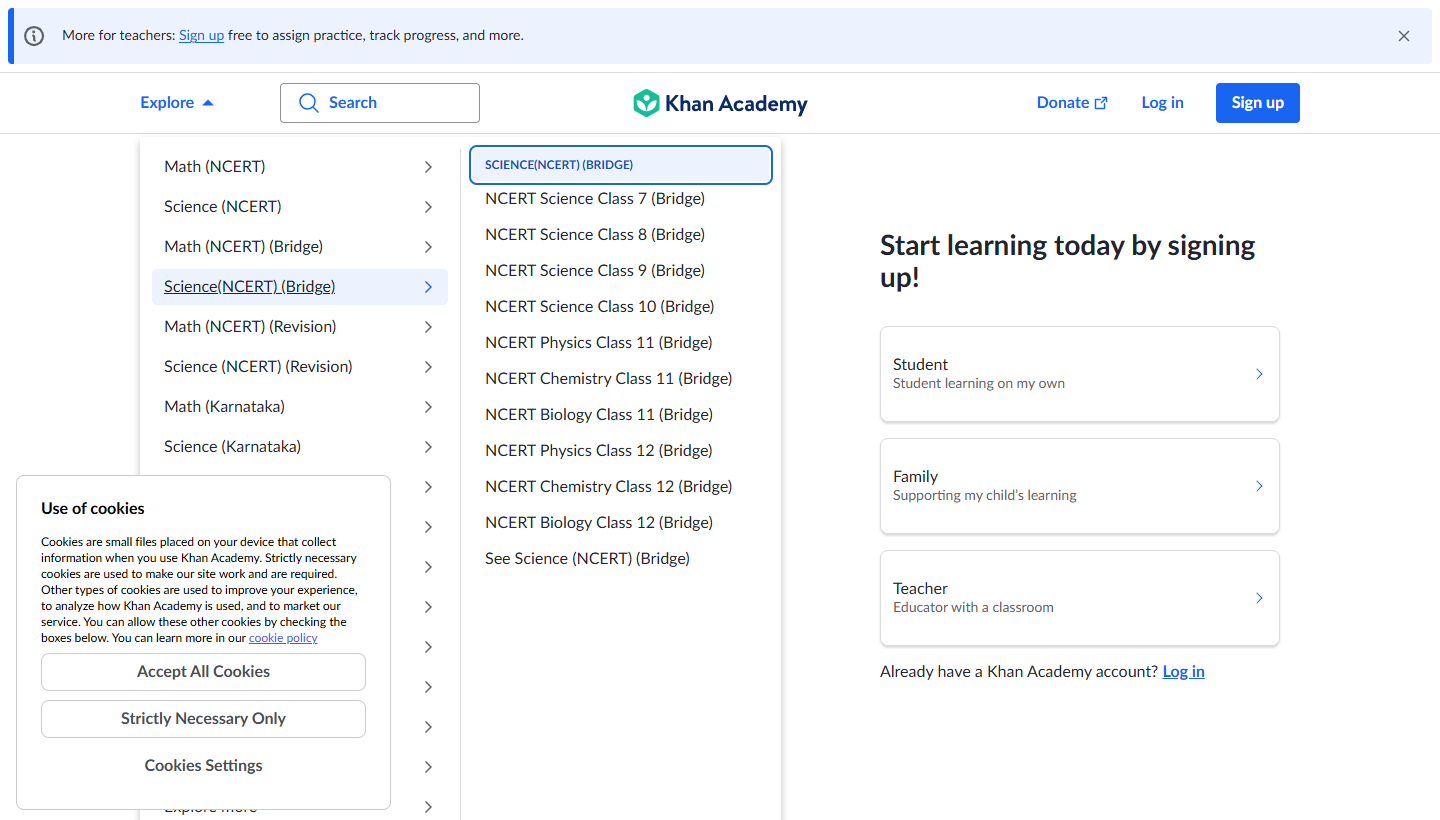 More for teachers: Sign up free to assign practice, track progress, and more.
Explore
Search
Khan Academy
Donate
Log in
Sign up
Math (NCERT)
Science (NCERT)
Math (NCERT) (Bridge)
Science(NCERT) (Bridge)
Math (NCERT) (Revision)
Science (NCERT) (Revision)
Math (Karnataka)
Science (Karnataka)
SCIENCE(NCERT) (BRIDGE)
NCERT Science Class 7 (Bridge)
NCERT Science Class 8 (Bridge)
NCERT Science Class 9 (Bridge)
NCERT Science Class 10 (Bridge)
NCERT Physics Class 11 (Bridge)
NCERT Chemistry Class 11 (Bridge)
NCERT Biology Class 11 (Bridge)
NCERT Physics Class 12 (Bridge)
NCERT Chemistry Class 12 (Bridge)
NCERT Biology Class 12 (Bridge)
See Science (NCERT) (Bridge)
Start learning today by signing
up!
Student
Student learning on my own
Family
Supporting my child's learning
Teacher
Educator with a classroom
Already have a Khan Academy account? Log in
Use of cookies
Cookies are small files placed on your device that collect
information when you use Khan Academy. Strictly necessary
cookies are used to make our site work and are required.
Other types of cookies are used to improve your experience,
to analyze how Khan Academy is used, and to market our
service. You can allow these other cookies by checking the
boxes below. You can learn more in our cookie policy
Accept All Cookies
Strictly Necessary Only
Cookies Settings